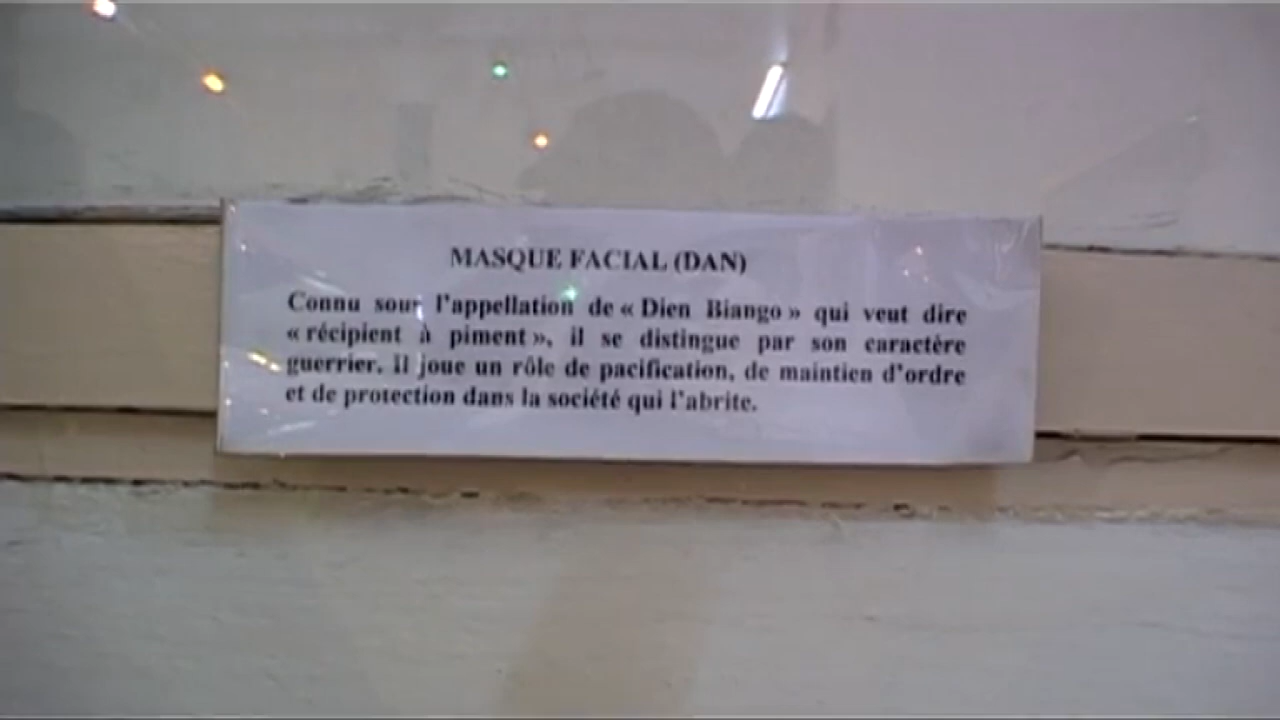 MASQUE FACIAL (DAN)
Connu sous l'appellation de « Dien Biango » qui veut dire
« récipient à piment », il se distingue par son caractère
guerrier. Il joue un rôle de pacification, de maintien d'ordre
et de protection dans la société qui l'abrite.